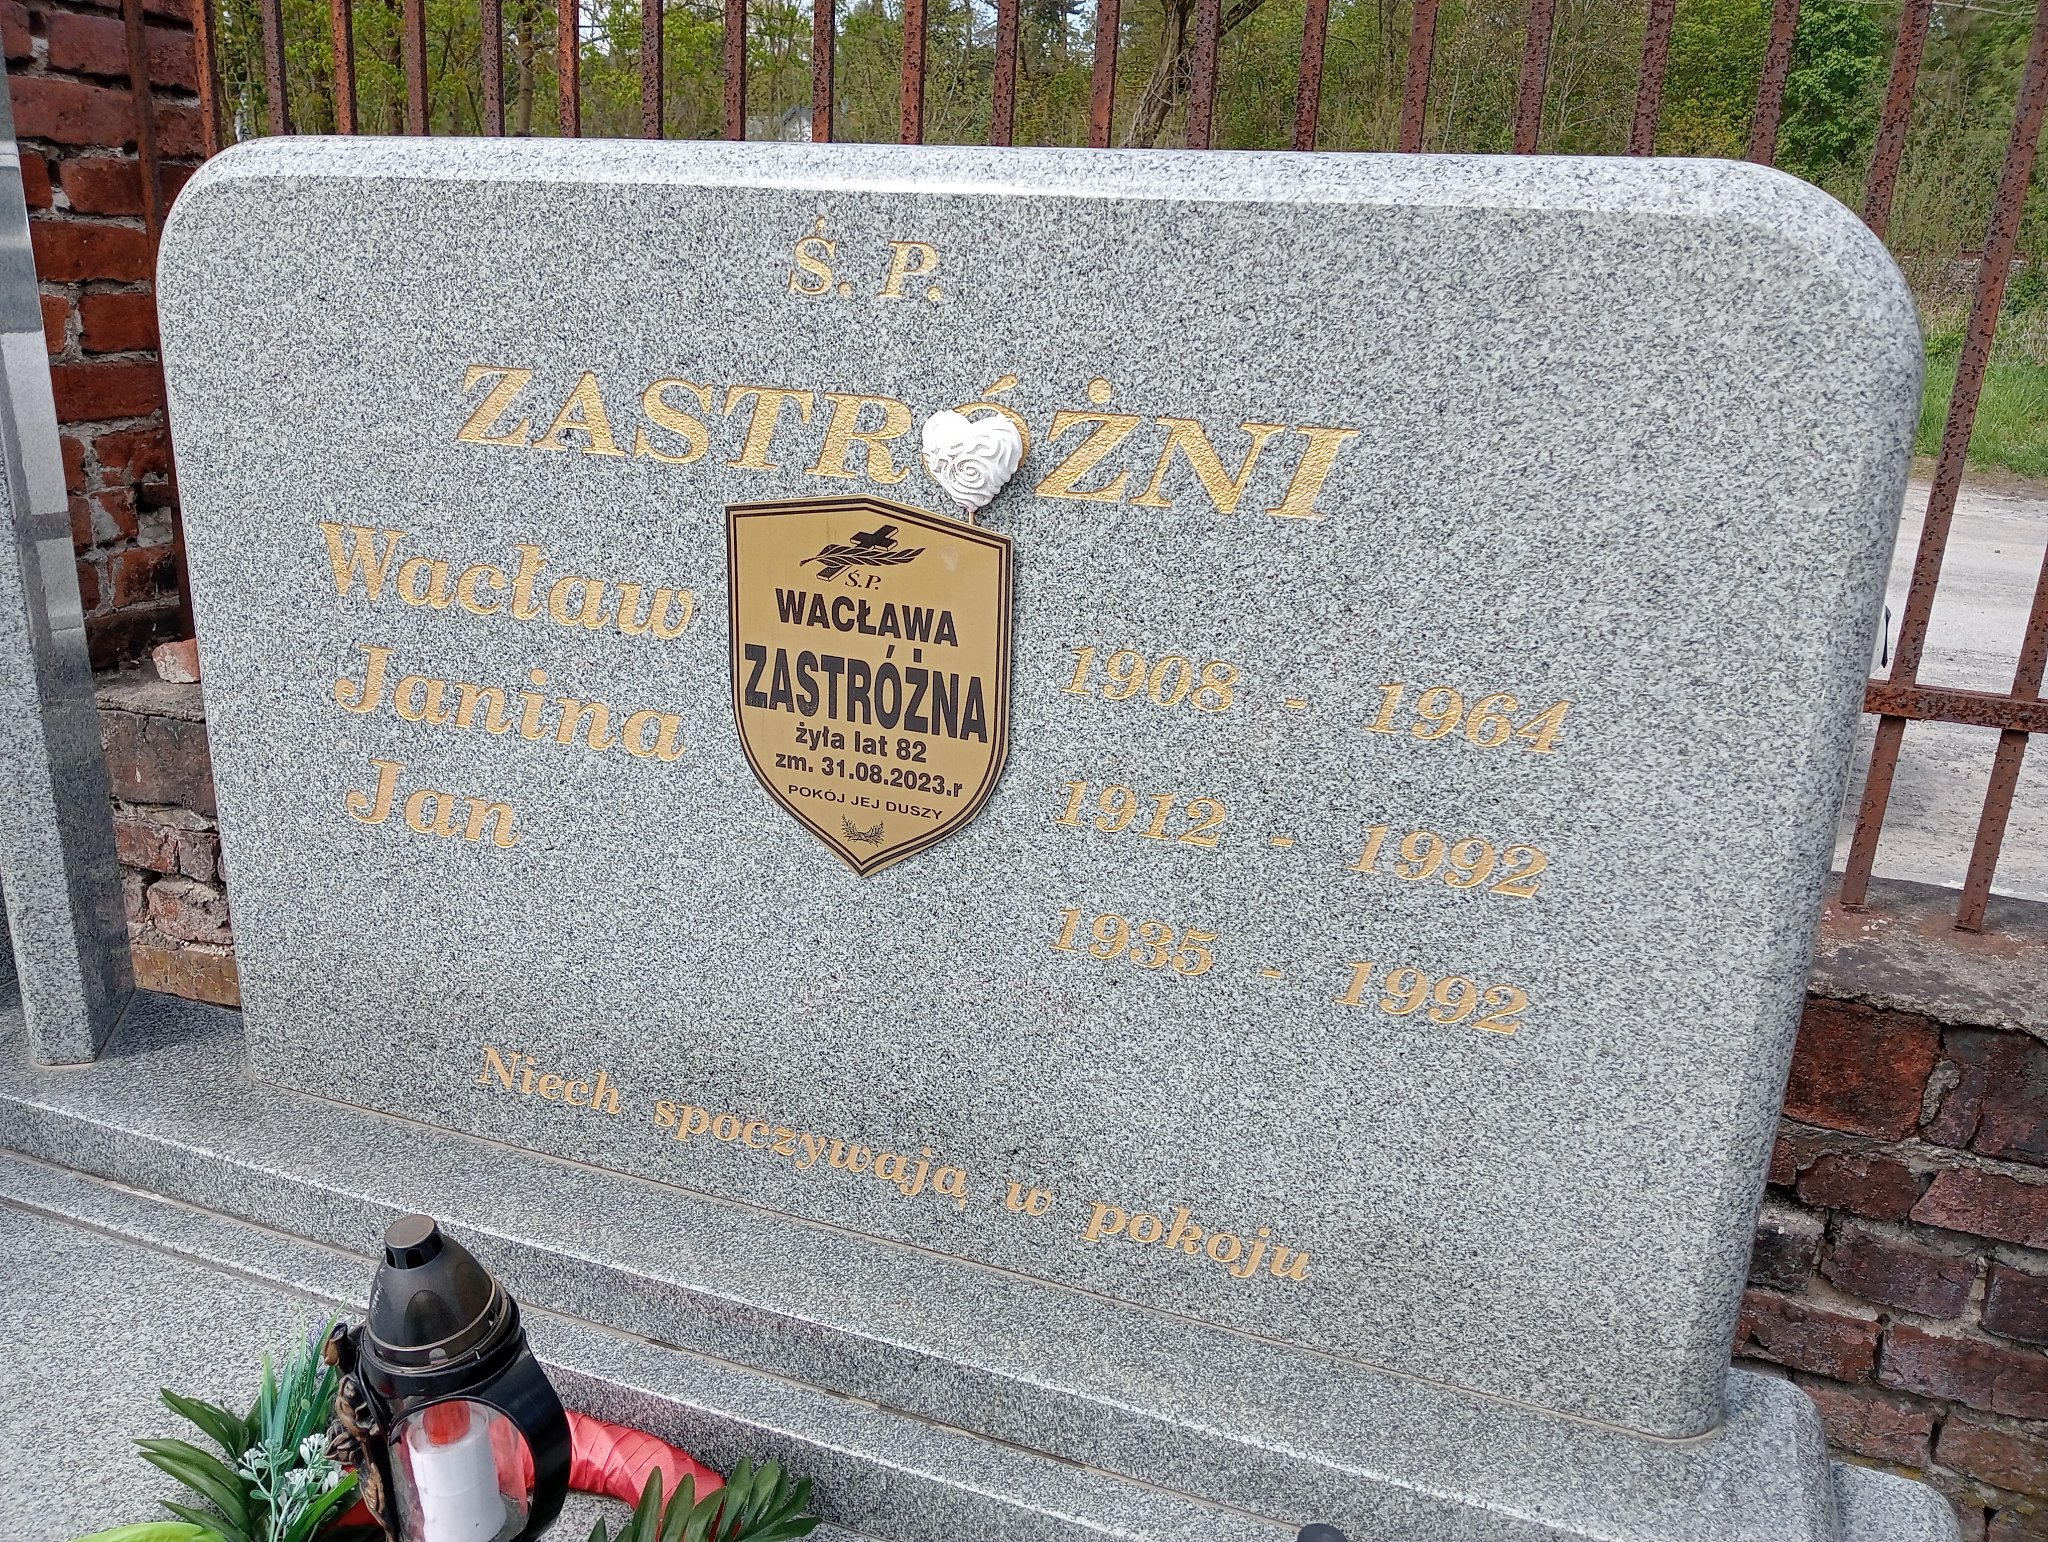 Ś. P.
ZASTRÓŻNI
Wacław 1908 - 1964
Janina 1912 - 1992
Jan 1935 - 1992
Ś.P.
WACŁAWA
ZASTRÓŻNA
żyła lat 82
zm. 31.08.2023.r
POKÓJ JEJ DUSZY
Niech spoczywają w pokoju